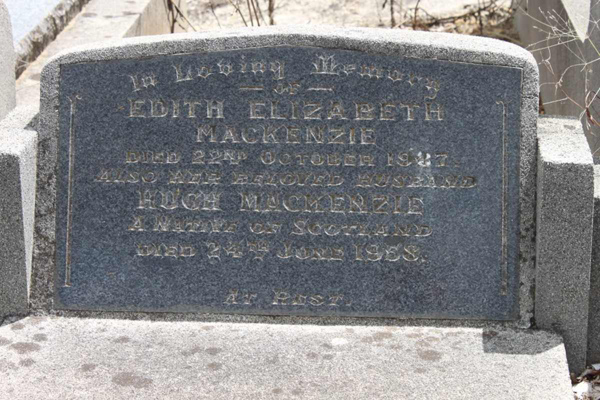 In Loving Memory
OF
EDITH ELIZABETH
MACKENZIE
DIED 22ND OCTOBER 1927.
ALSO HER BELOVED HUSBAND
HUGH MACKENZIE
A NATIVE OF SCOTLAND
DIED 24TH JUNE 1958.
AT REST.